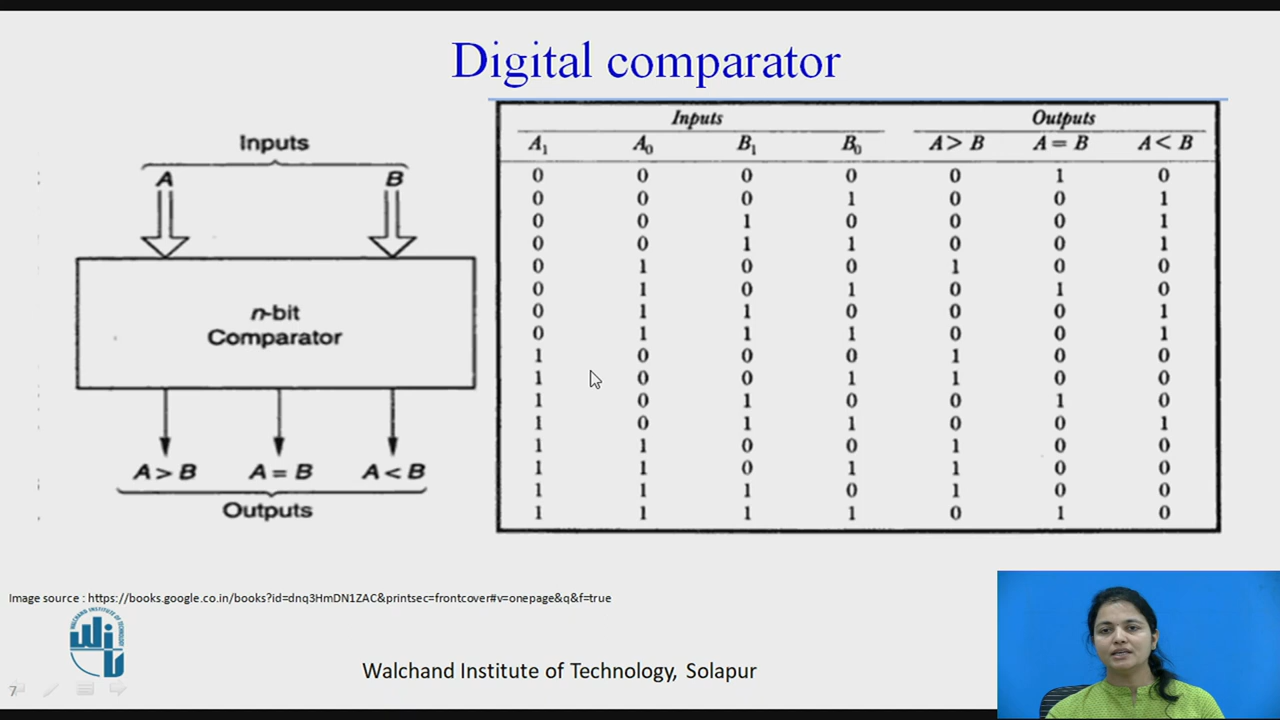 Digital comparator
Inputs
A B
n-bit
Comparator
A > B A = B A < B
Outputs
Inputs Outputs
A₁ A₀ B₁ B₀ A > B A = B A < B
0 0 0 0 0 1 0
0 0 0 1 0 0 1
0 0 1 0 0 0 1
0 0 1 1 0 0 1
0 1 0 0 1 0 0
0 1 0 1 0 1 0
0 1 1 0 0 0 1
0 1 1 1 0 0 1
1 0 0 0 1 0 0
1 0 0 1 1 0 0
1 0 1 0 0 1 0
1 0 1 1 0 0 1
1 1 0 0 1 0 0
1 1 0 1 1 0 0
1 1 1 0 1 0 0
1 1 1 1 0 1 0
Image source : https://books.google.co.in/books?id=dnq3HmDN1ZAC&printsec=frontcover#v=onepage&q&f=true
WALCHAND INSTITUTE OF TECHNOLOGY
Walchand Institute of Technology, Solapur
7